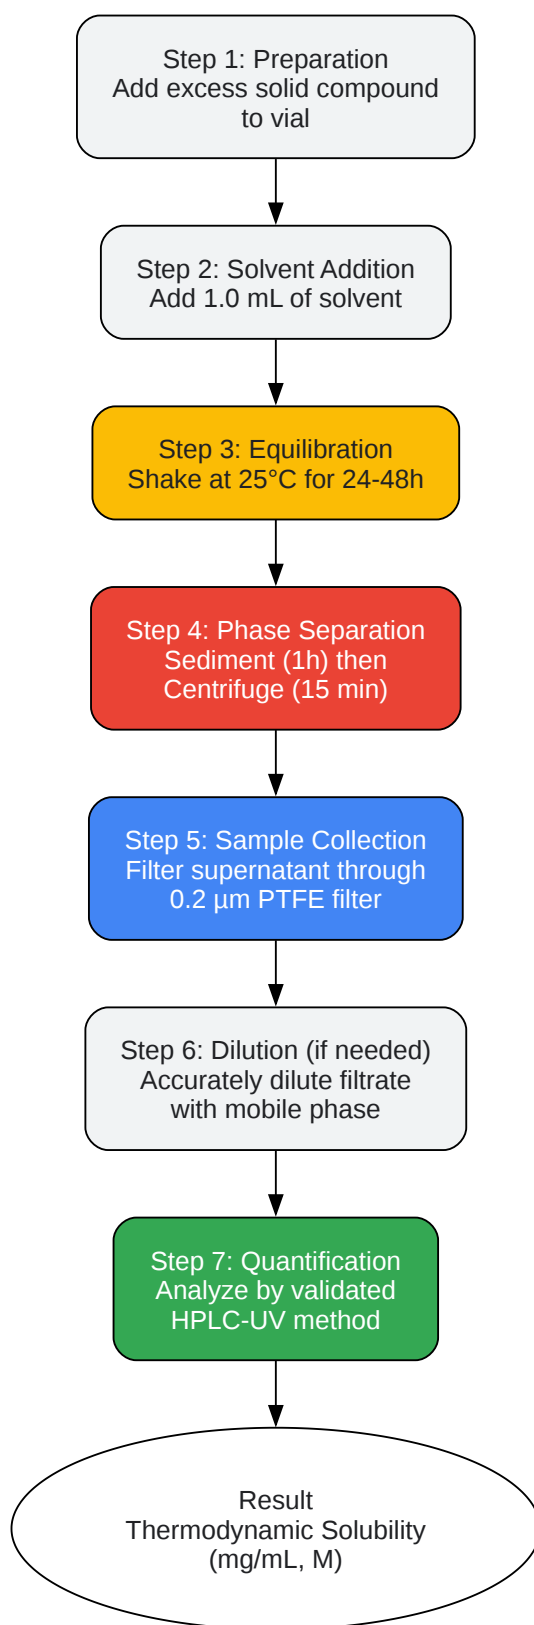 Step 1: Preparation
Add excess solid compound
to vial
Step 2: Solvent Addition
Add 1.0 mL of solvent
Step 3: Equilibration
Shake at 25°C for 24-48h
Step 4: Phase Separation
Sediment (1h) then
Centrifuge (15 min)
Step 5: Sample Collection
Filter supernatant through
0.2 µm PTFE filter
Step 6: Dilution (if needed)
Accurately dilute filtrate
with mobile phase
Step 7: Quantification
Analyze by validated
HPLC-UV method
Result
Thermodynamic Solubility
(mg/mL, M)